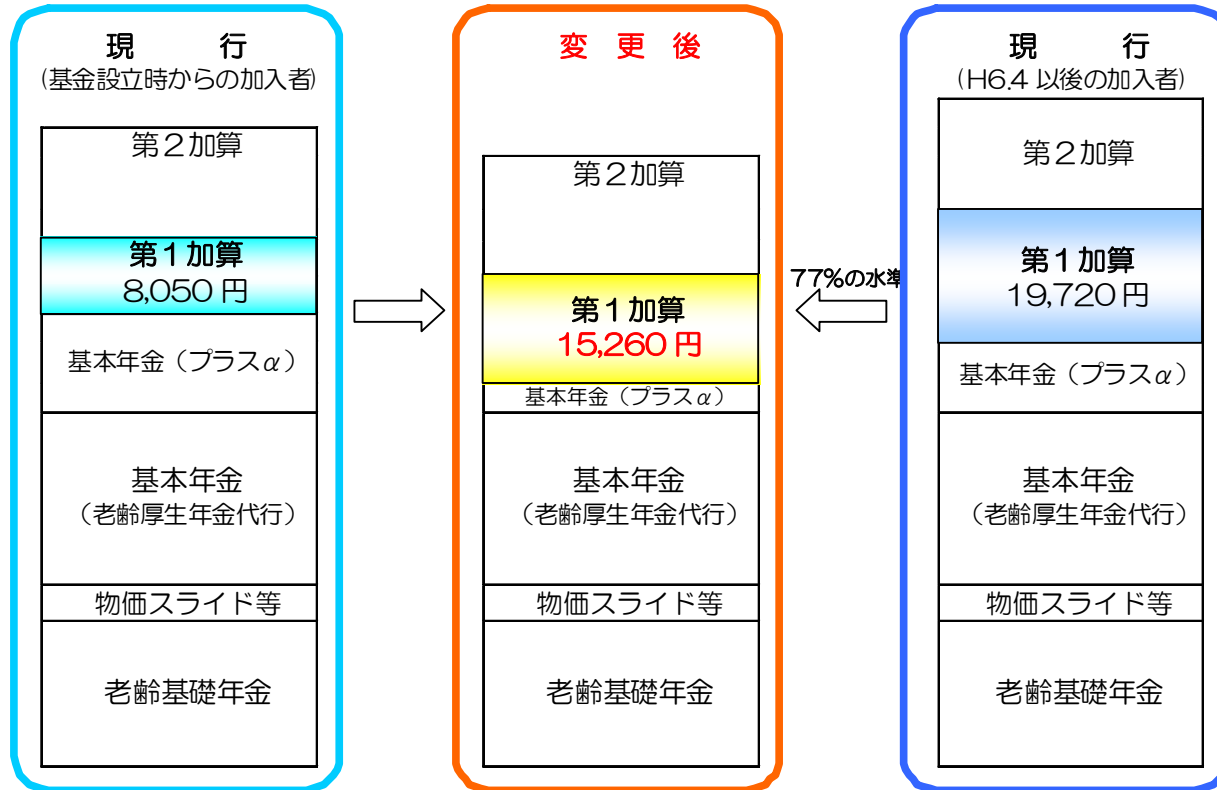 現　　行
(基金設立時からの加入者)
第２加算
第１加算
8,050 円
基本年金（プラスα）
基本年金
（老齢厚生年金代行）
物価スライド等
老齢基礎年金
変　更　後
第２加算
第１加算
15,260 円
基本年金（プラスα）
基本年金
（老齢厚生年金代行）
物価スライド等
老齢基礎年金
77%の水準
現　　行
(H6.4 以後の加入者)
第２加算
第１加算
19,720 円
基本年金（プラスα）
基本年金
（老齢厚生年金代行）
物価スライド等
老齢基礎年金